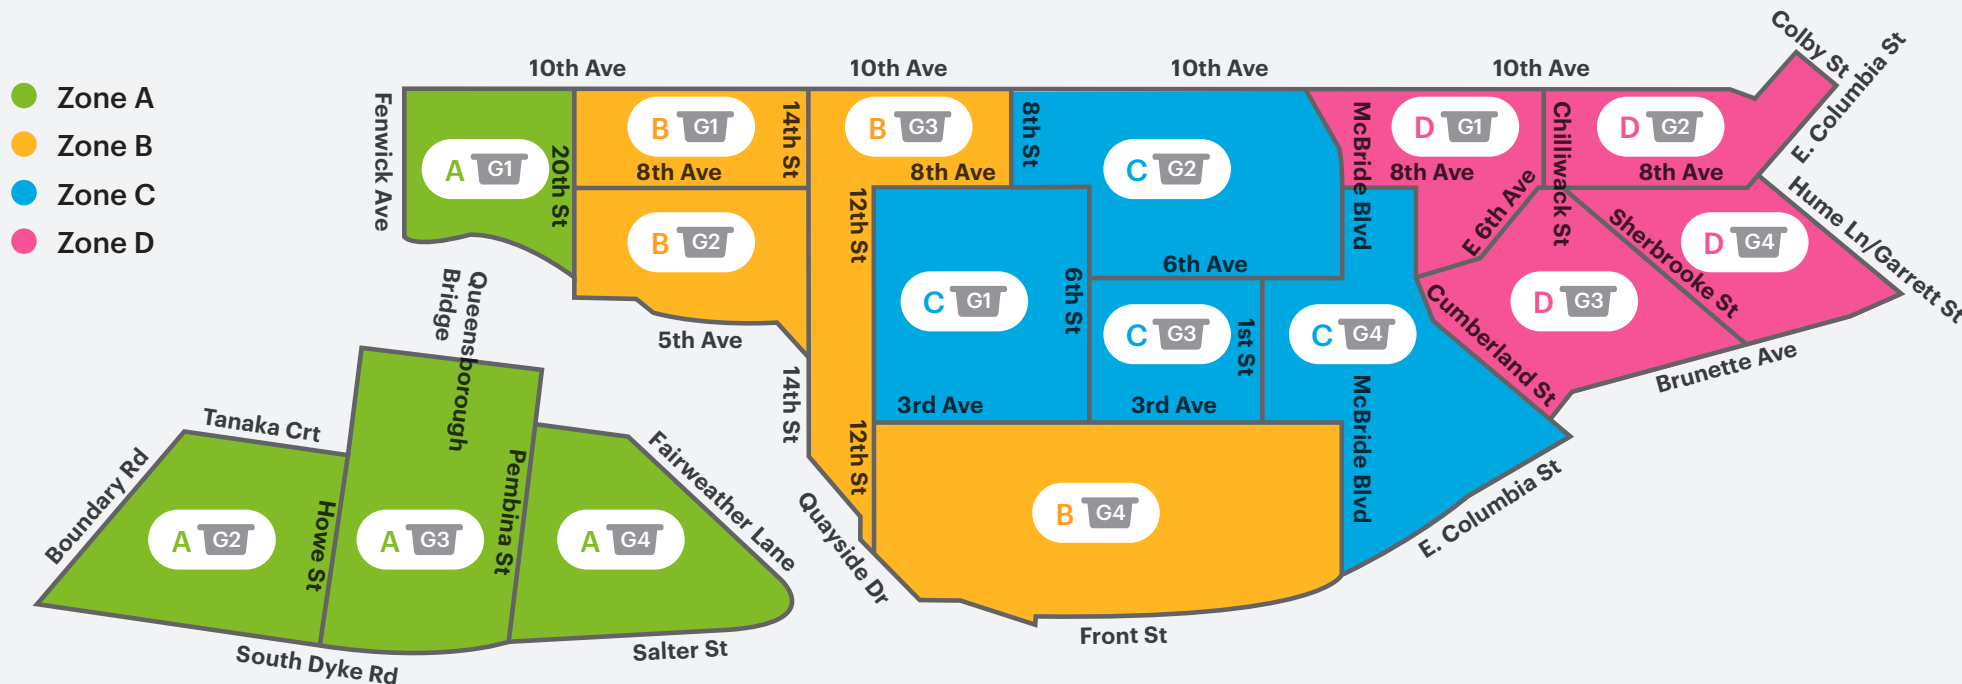 Zone A
Zone B
Zone C
Zone D
10th Ave
10th Ave
10th Ave
10th Ave
Colby St
E. Columbia St
Fenwick Ave
A G1
20th St
B G1
8th Ave
14th St
B G3
8th Ave
8th St
C G2
McBride Blvd
D G1
8th Ave
Chilliwack St
D G2
8th Ave
Hume Ln/Garrett St
B G2
5th Ave
12th St
C G1
6th St
6th Ave
E 6th Ave
Sherbrooke St
D G4
D G3
C G3
1st St
C G4
Cumberland St
Brunette Ave
3rd Ave
3rd Ave
14th St
12th St
McBride Blvd
E. Columbia St
B G4
Quayside Dr
Front St
Queensborough
Bridge
Tanaka Crt
Boundary Rd
A G2
Howe St
A G3
Pembina St
A G4
Fairweather Lane
South Dyke Rd
Salter St